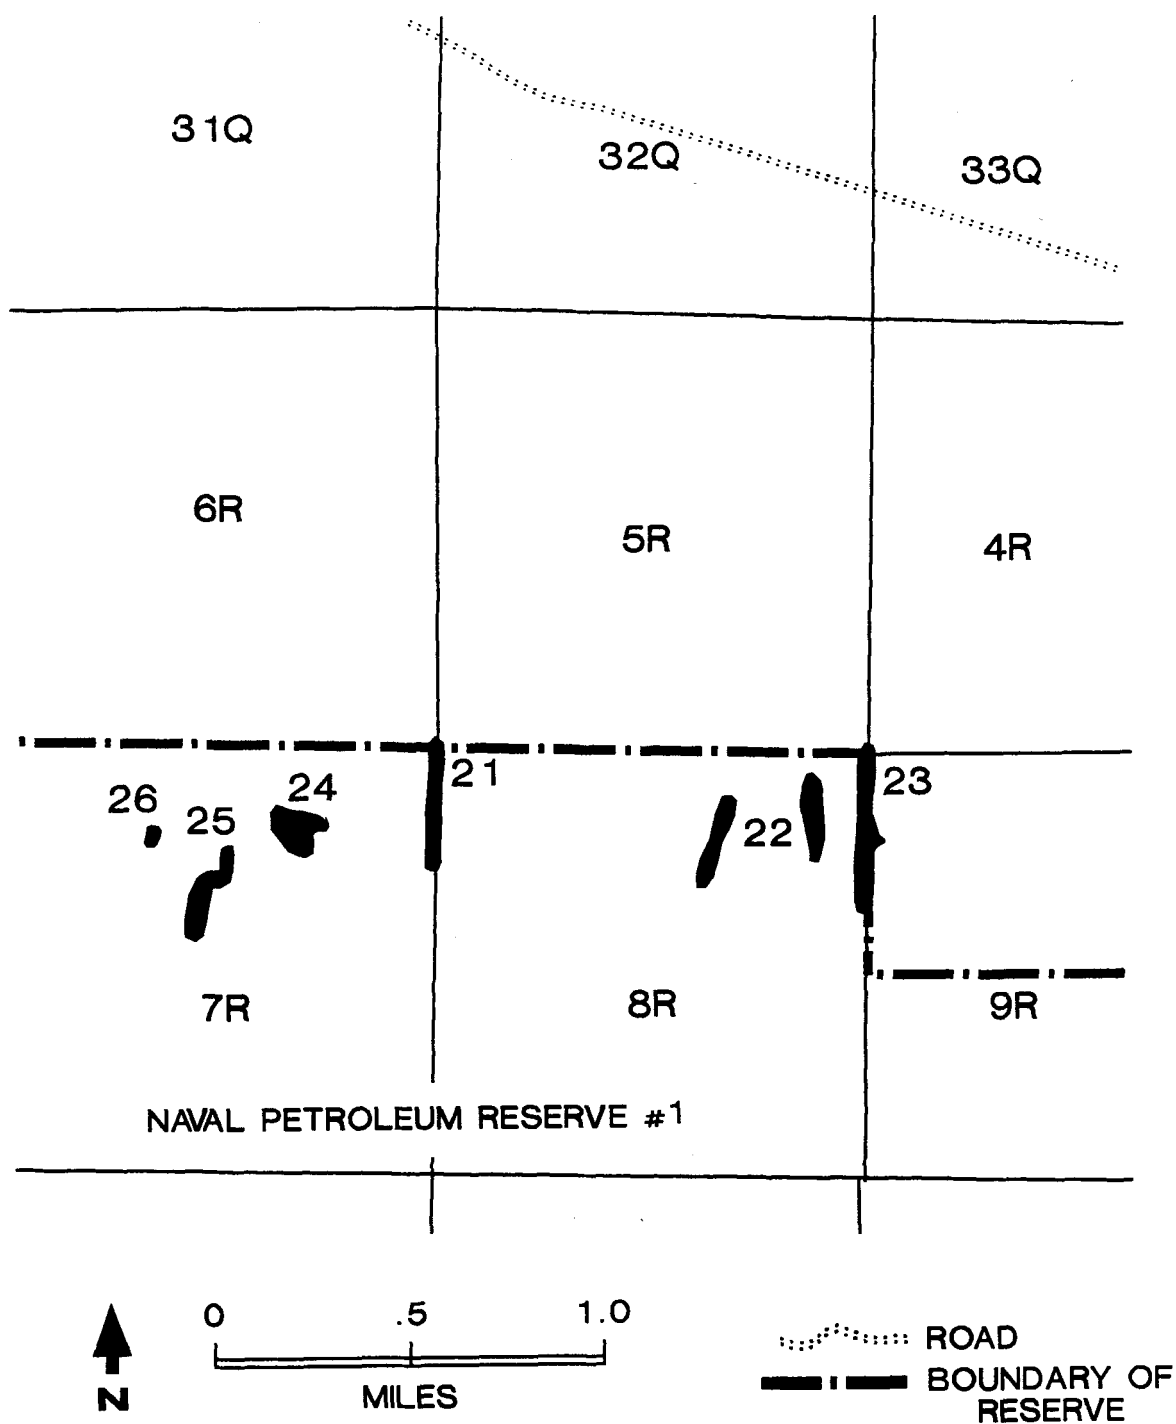 31Q
32Q
33Q
6R
5R
4R
21
23
26
24
25
22
7R
8R
9R
NAVAL PETROLEUM RESERVE #1
0 .5 1.0
MILES
N
ROAD
BOUNDARY OF
RESERVE